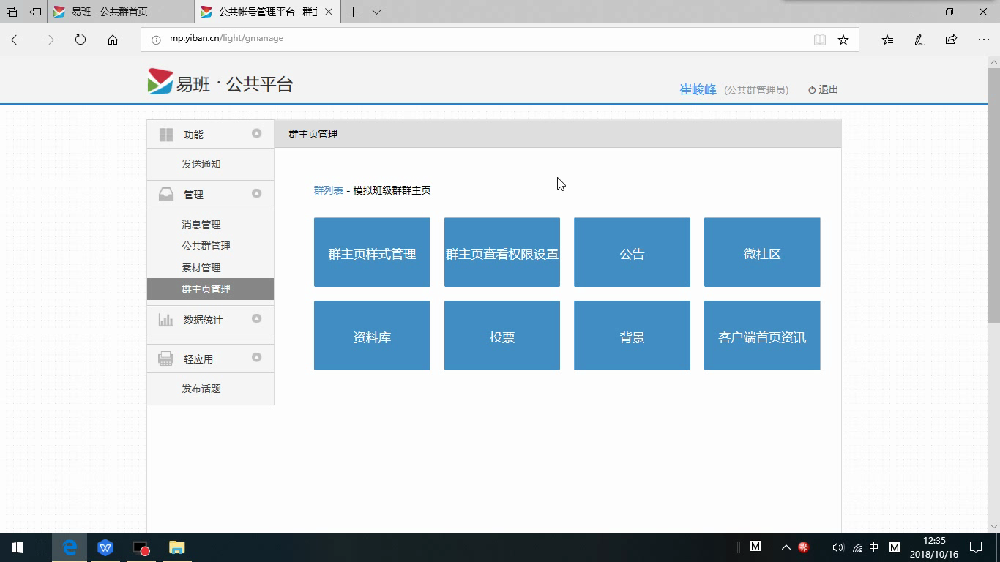 易班 - 公共群首页
公共帐号管理平台 | 群主
mp.yiban.cn/light/gmanage
易班 · 公共平台
崔峻峰 (公共群管理员) 退出
功能
发送通知
管理
消息管理
公共群管理
素材管理
群主页管理
数据统计
轻应用
发布话题
群主页管理
群列表 - 模拟班级群群主页
群主页样式管理
群主页查看权限设置
公告
微社区
资料库
投票
背景
客户端首页资讯
M
中
M
12:35
2018/10/16